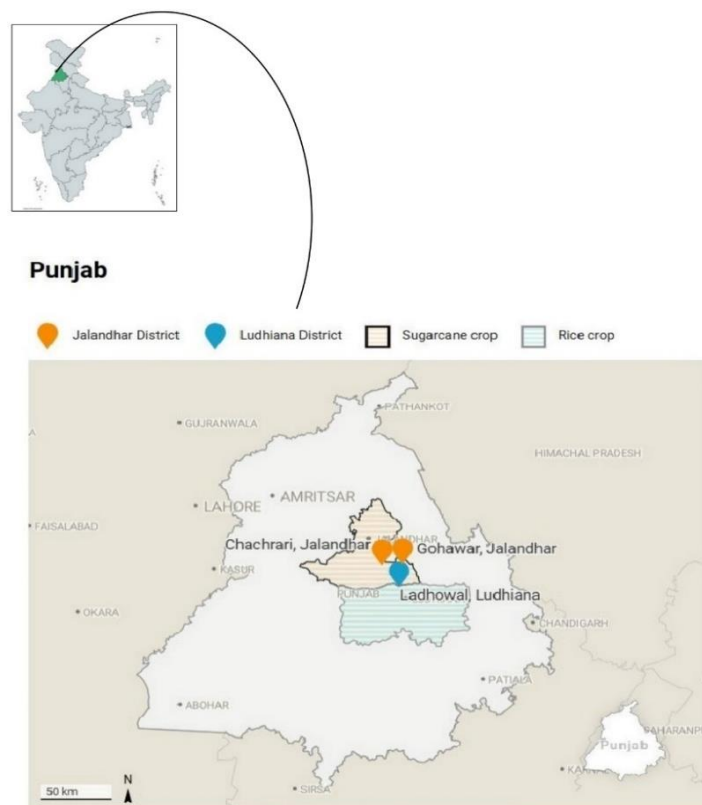 Punjab
Jalandhar District
Ludhiana District
Sugarcane crop
Rice crop
PATHANKOT
GUJRANWALA
HIMACHAL PRADESH
AMRITSAR
LAHORE
FAISALABAD
Chachrari, Jalandhar
Gohawar, Jalandhar
KASUR
PUNJAB
Ladhowal, Ludhiana
OKARA
CHANDIGARH
PATIALA
ABOHAR
Punjab
50 km
N
SIRSA